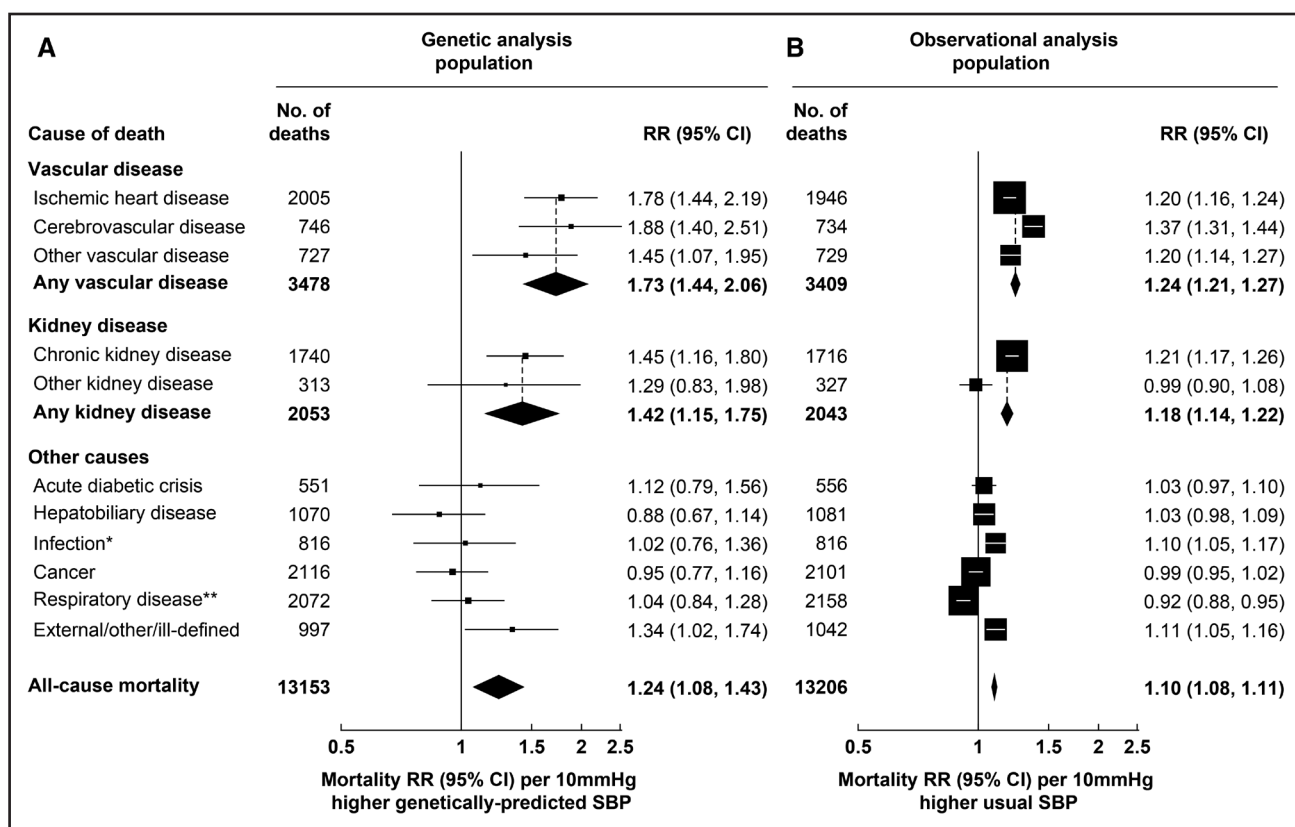 A
Genetic analysis
population
B
Observational analysis
population
Cause of death
No. of
deaths
RR (95% CI)
No. of
deaths
RR (95% CI)
Vascular disease
Ischemic heart disease 2005 1.78 (1.44, 2.19) 1946 1.20 (1.16, 1.24)
Cerebrovascular disease 746 1.88 (1.40, 2.51) 734 1.37 (1.31, 1.44)
Other vascular disease 727 1.45 (1.07, 1.95) 729 1.20 (1.14, 1.27)
Any vascular disease 3478 1.73 (1.44, 2.06) 3409 1.24 (1.21, 1.27)
Kidney disease
Chronic kidney disease 1740 1.45 (1.16, 1.80) 1716 1.21 (1.17, 1.26)
Other kidney disease 313 1.29 (0.83, 1.98) 327 0.99 (0.90, 1.08)
Any kidney disease 2053 1.42 (1.15, 1.75) 2043 1.18 (1.14, 1.22)
Other causes
Acute diabetic crisis 551 1.12 (0.79, 1.56) 556 1.03 (0.97, 1.10)
Hepatobiliary disease 1070 0.88 (0.67, 1.14) 1081 1.03 (0.98, 1.09)
Infection* 816 1.02 (0.76, 1.36) 816 1.10 (1.05, 1.17)
Cancer 2116 0.95 (0.77, 1.16) 2101 0.99 (0.95, 1.02)
Respiratory disease** 2072 1.04 (0.84, 1.28) 2158 0.92 (0.88, 0.95)
External/other/ill-defined 997 1.34 (1.02, 1.74) 1042 1.11 (1.05, 1.16)
All-cause mortality 13153 1.24 (1.08, 1.43) 13206 1.10 (1.08, 1.11)
0.5 1 1.5 2 2.5 0.5 1 1.5 2 2.5
Mortality RR (95% CI) per 10mmHg
higher genetically-predicted SBP
Mortality RR (95% CI) per 10mmHg
higher usual SBP